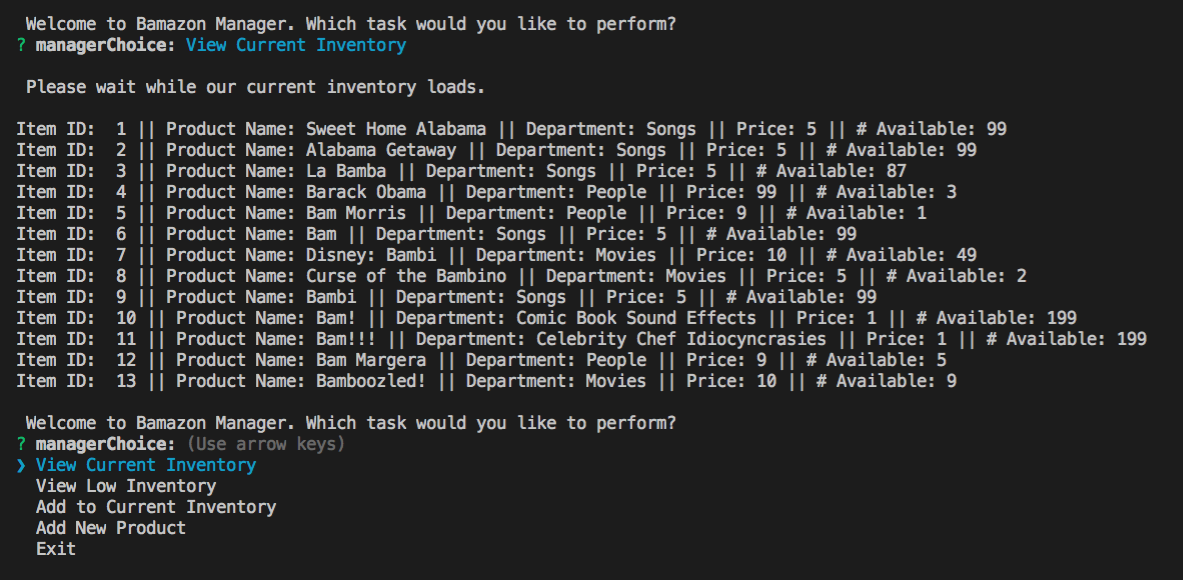 Welcome to Bamazon Manager. Which task would you like to perform?
? managerChoice: View Current Inventory
Please wait while our current inventory loads.
Item ID:  1 || Product Name: Sweet Home Alabama || Department: Songs || Price: 5 || # Available: 99
Item ID:  2 || Product Name: Alabama Getaway || Department: Songs || Price: 5 || # Available: 99
Item ID:  3 || Product Name: La Bamba || Department: Songs || Price: 5 || # Available: 87
Item ID:  4 || Product Name: Barack Obama || Department: People || Price: 99 || # Available: 3
Item ID:  5 || Product Name: Bam Morris || Department: People || Price: 9 || # Available: 1
Item ID:  6 || Product Name: Bam || Department: Songs || Price: 5 || # Available: 99
Item ID:  7 || Product Name: Disney: Bambi || Department: Movies || Price: 10 || # Available: 49
Item ID:  8 || Product Name: Curse of the Bambino || Department: Movies || Price: 5 || # Available: 2
Item ID:  9 || Product Name: Bambi || Department: Songs || Price: 5 || # Available: 99
Item ID:  10 || Product Name: Bam! || Department: Comic Book Sound Effects || Price: 1 || # Available: 199
Item ID:  11 || Product Name: Bam!!! || Department: Celebrity Chef Idiocyncrasies || Price: 1 || # Available: 199
Item ID:  12 || Product Name: Bam Margera || Department: People || Price: 9 || # Available: 5
Item ID:  13 || Product Name: Bamboozled! || Department: Movies || Price: 10 || # Available: 9
Welcome to Bamazon Manager. Which task would you like to perform?
? managerChoice: (Use arrow keys)
❯ View Current Inventory
View Low Inventory
Add to Current Inventory
Add New Product
Exit